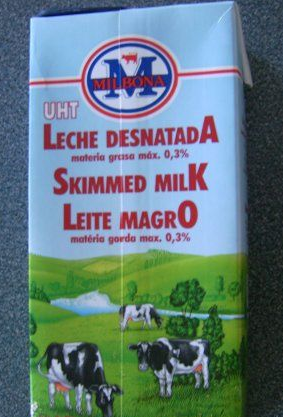 M
MILBONA
UHT
LECHE DESNATADA
materia grasa máx. 0,3%
SKIMMED MILK
LEITE MAGRO
matéria gorda max. 0,3%